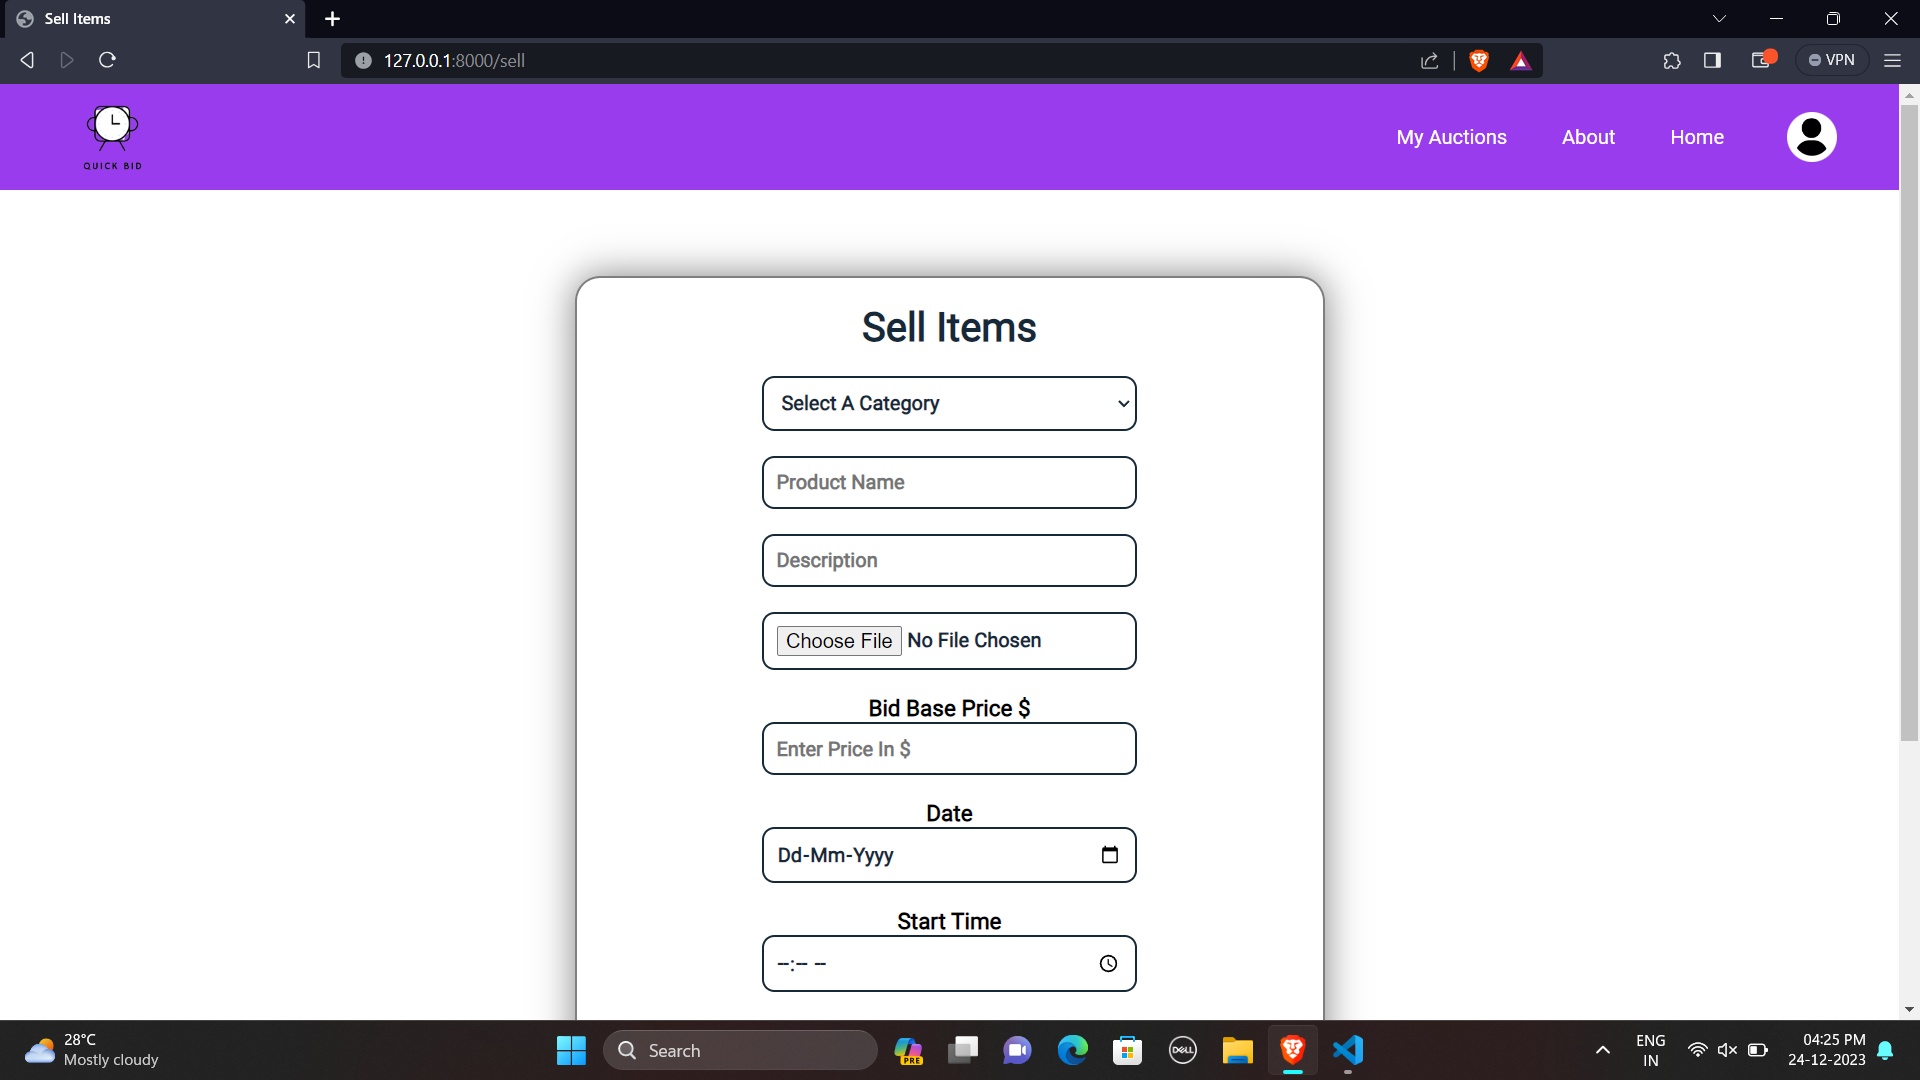 Sell Items
127.0.0.1:8000/sell
VPN
QUICK BID
My Auctions
About
Home
Sell Items
Select A Category
Product Name
Description
Choose File No File Chosen
Bid Base Price $
Enter Price In $
Date
Dd-Mm-Yyyy
Start Time
--:-- --
28°C
Mostly cloudy
Search
PRE
DELL
ENG
IN
04:25 PM
24-12-2023